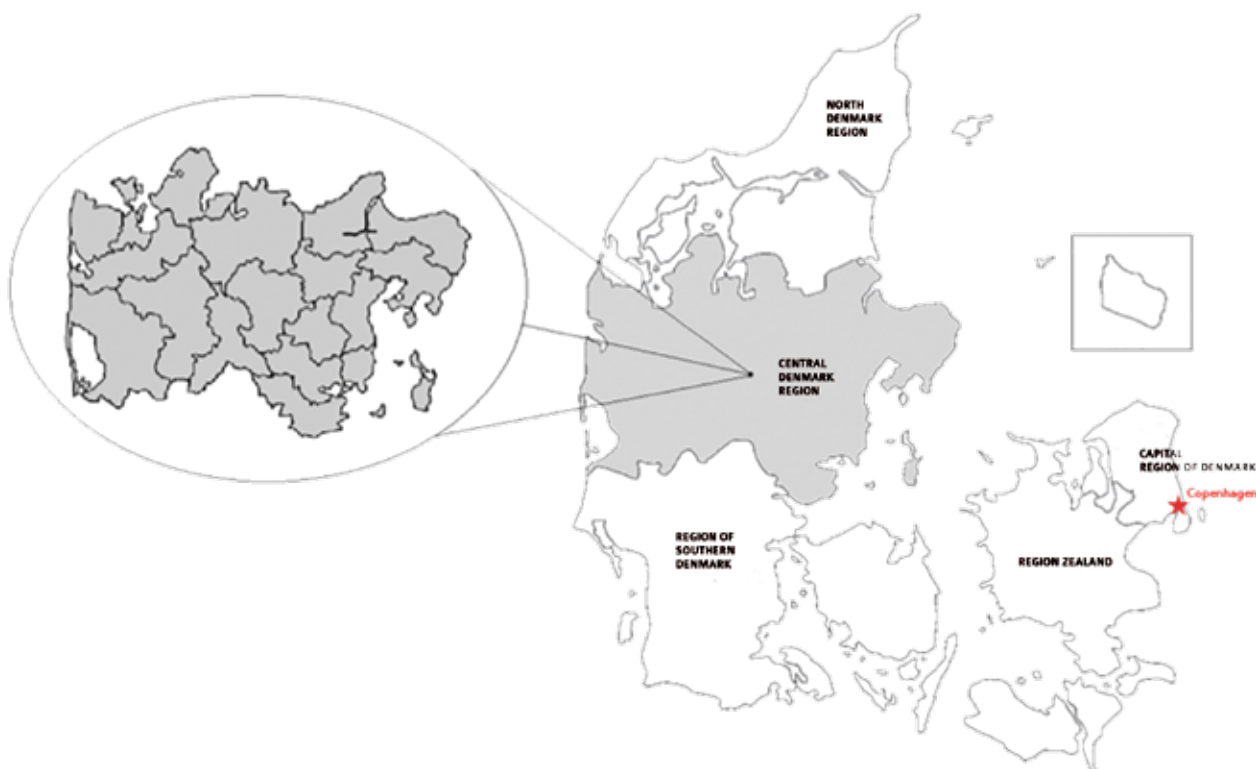 NORTH
DENMARK
REGION
CENTRAL
DENMARK
REGION
CAPITAL
REGION OF DENMARK
Copenhagen
REGION OF
SOUTHERN
DENMARK
REGION ZEALAND